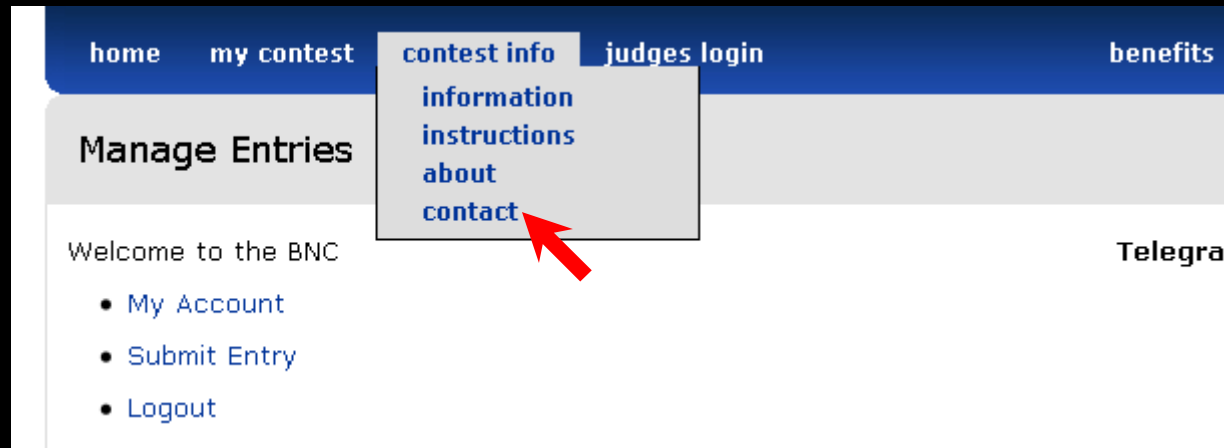 home my contest contest info judges login benefits
information
instructions
about
contact
Manage Entries
Welcome to the BNC
Telegra
My Account
Submit Entry
Logout